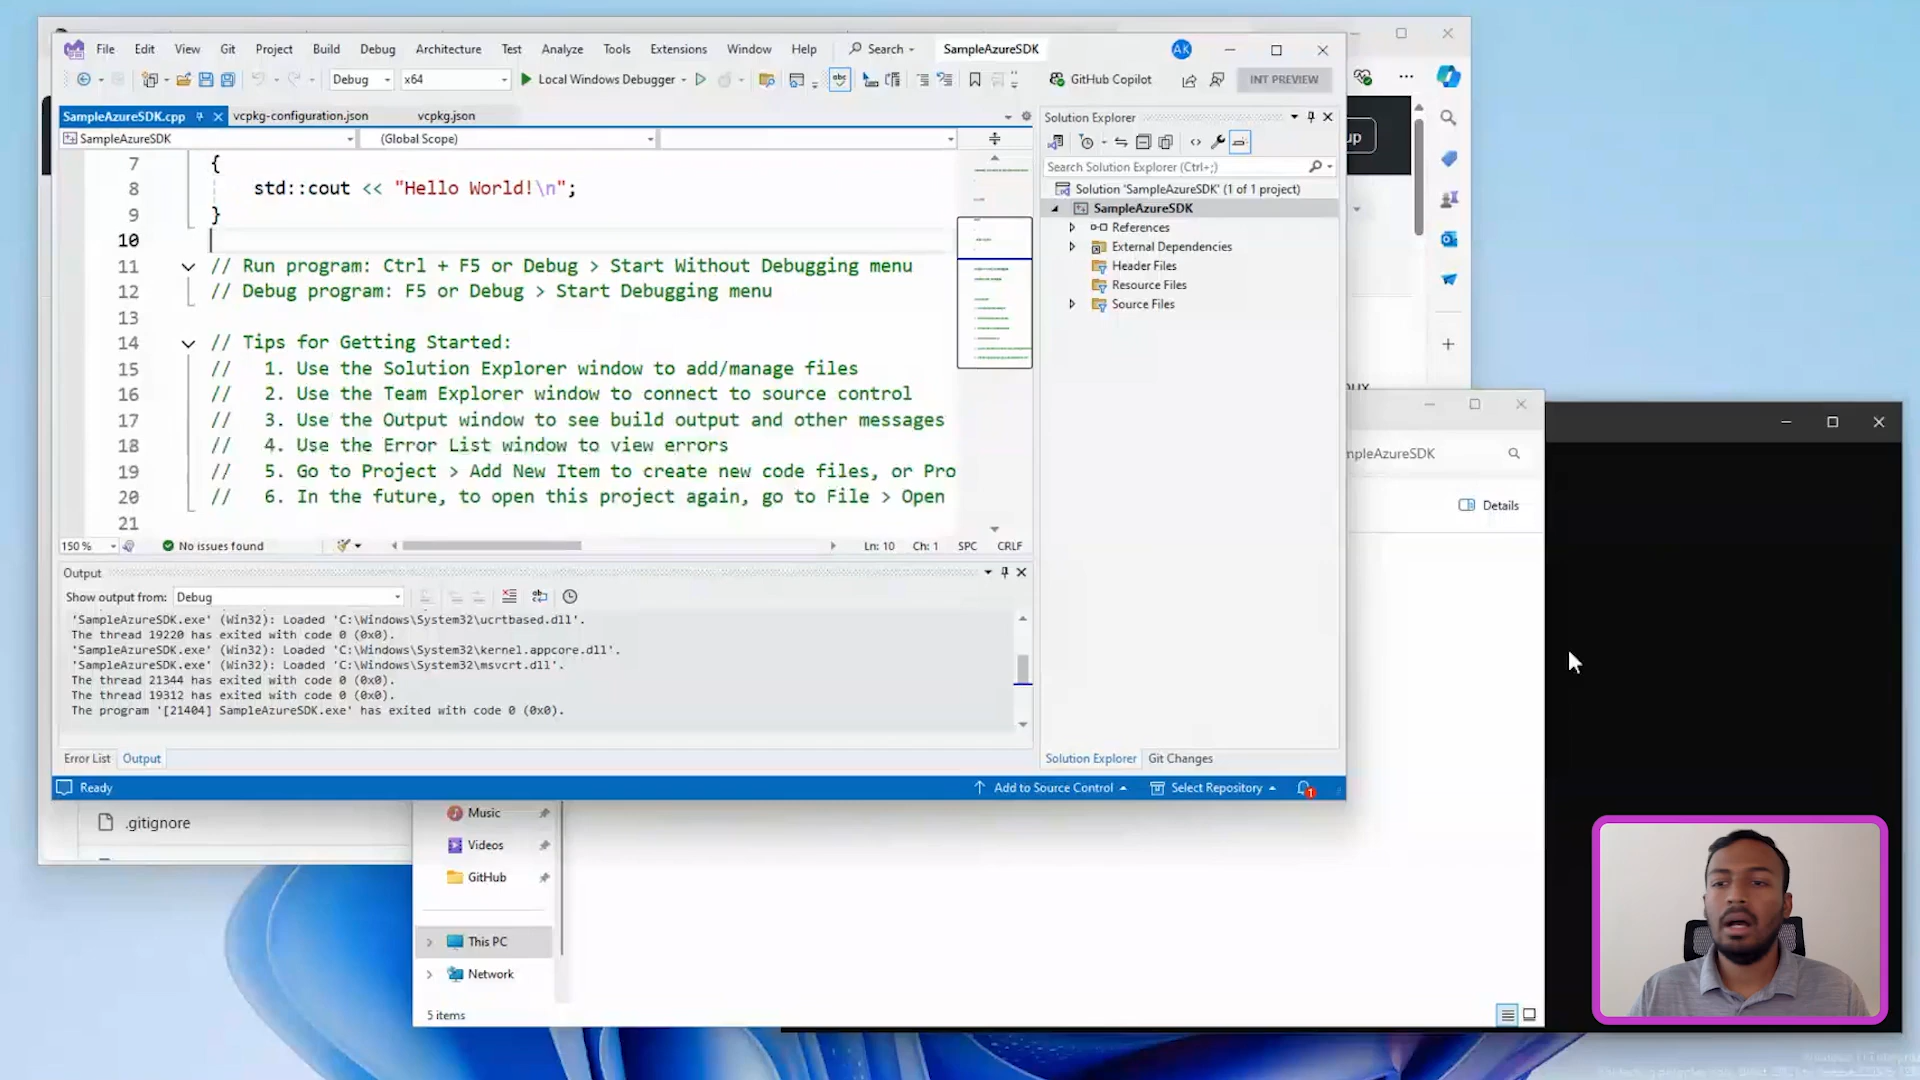 File Edit View Git Project Build Debug Architecture Test Analyze Tools Extensions Window Help Search SampleAzureSDK AK
Debug x64 Local Windows Debugger GitHub Copilot INT PREVIEW
SampleAzureSDK.cpp vcpkg-configuration.json vcpkg.json
SampleAzureSDK (Global Scope)
7 {
8 std::cout << "Hello World!\n";
9 }
10
11 // Run program: Ctrl + F5 or Debug > Start Without Debugging menu
12 // Debug program: F5 or Debug > Start Debugging menu
13
14 // Tips for Getting Started:
15 // 1. Use the Solution Explorer window to add/manage files
16 // 2. Use the Team Explorer window to connect to source control
17 // 3. Use the Output window to see build output and other messages
18 // 4. Use the Error List window to view errors
19 // 5. Go to Project > Add New Item to create new code files, or Pro
20 // 6. In the future, to open this project again, go to File > Open
21
150 % No issues found Ln: 10 Ch: 1 SPC CRLF
Output
Show output from: Debug
'SampleAzureSDK.exe' (Win32): Loaded 'C:\Windows\System32\ucrtbased.dll'.
The thread 19220 has exited with code 0 (0x0).
'SampleAzureSDK.exe' (Win32): Loaded 'C:\Windows\System32\kernel.appcore.dll'.
'SampleAzureSDK.exe' (Win32): Loaded 'C:\Windows\System32\msvcrt.dll'.
The thread 21344 has exited with code 0 (0x0).
The thread 19312 has exited with code 0 (0x0).
The program '[21404] SampleAzureSDK.exe' has exited with code 0 (0x0).
Error List Output
Solution Explorer
Search Solution Explorer (Ctrl+;)
Solution 'SampleAzureSDK' (1 of 1 project)
SampleAzureSDK
References
External Dependencies
Header Files
Resource Files
Source Files
Solution Explorer Git Changes
Ready Add to Source Control Select Repository 1
up
mpleAzureSDK
Details
.gitignore
Music
Videos
GitHub
This PC
Network
5 items